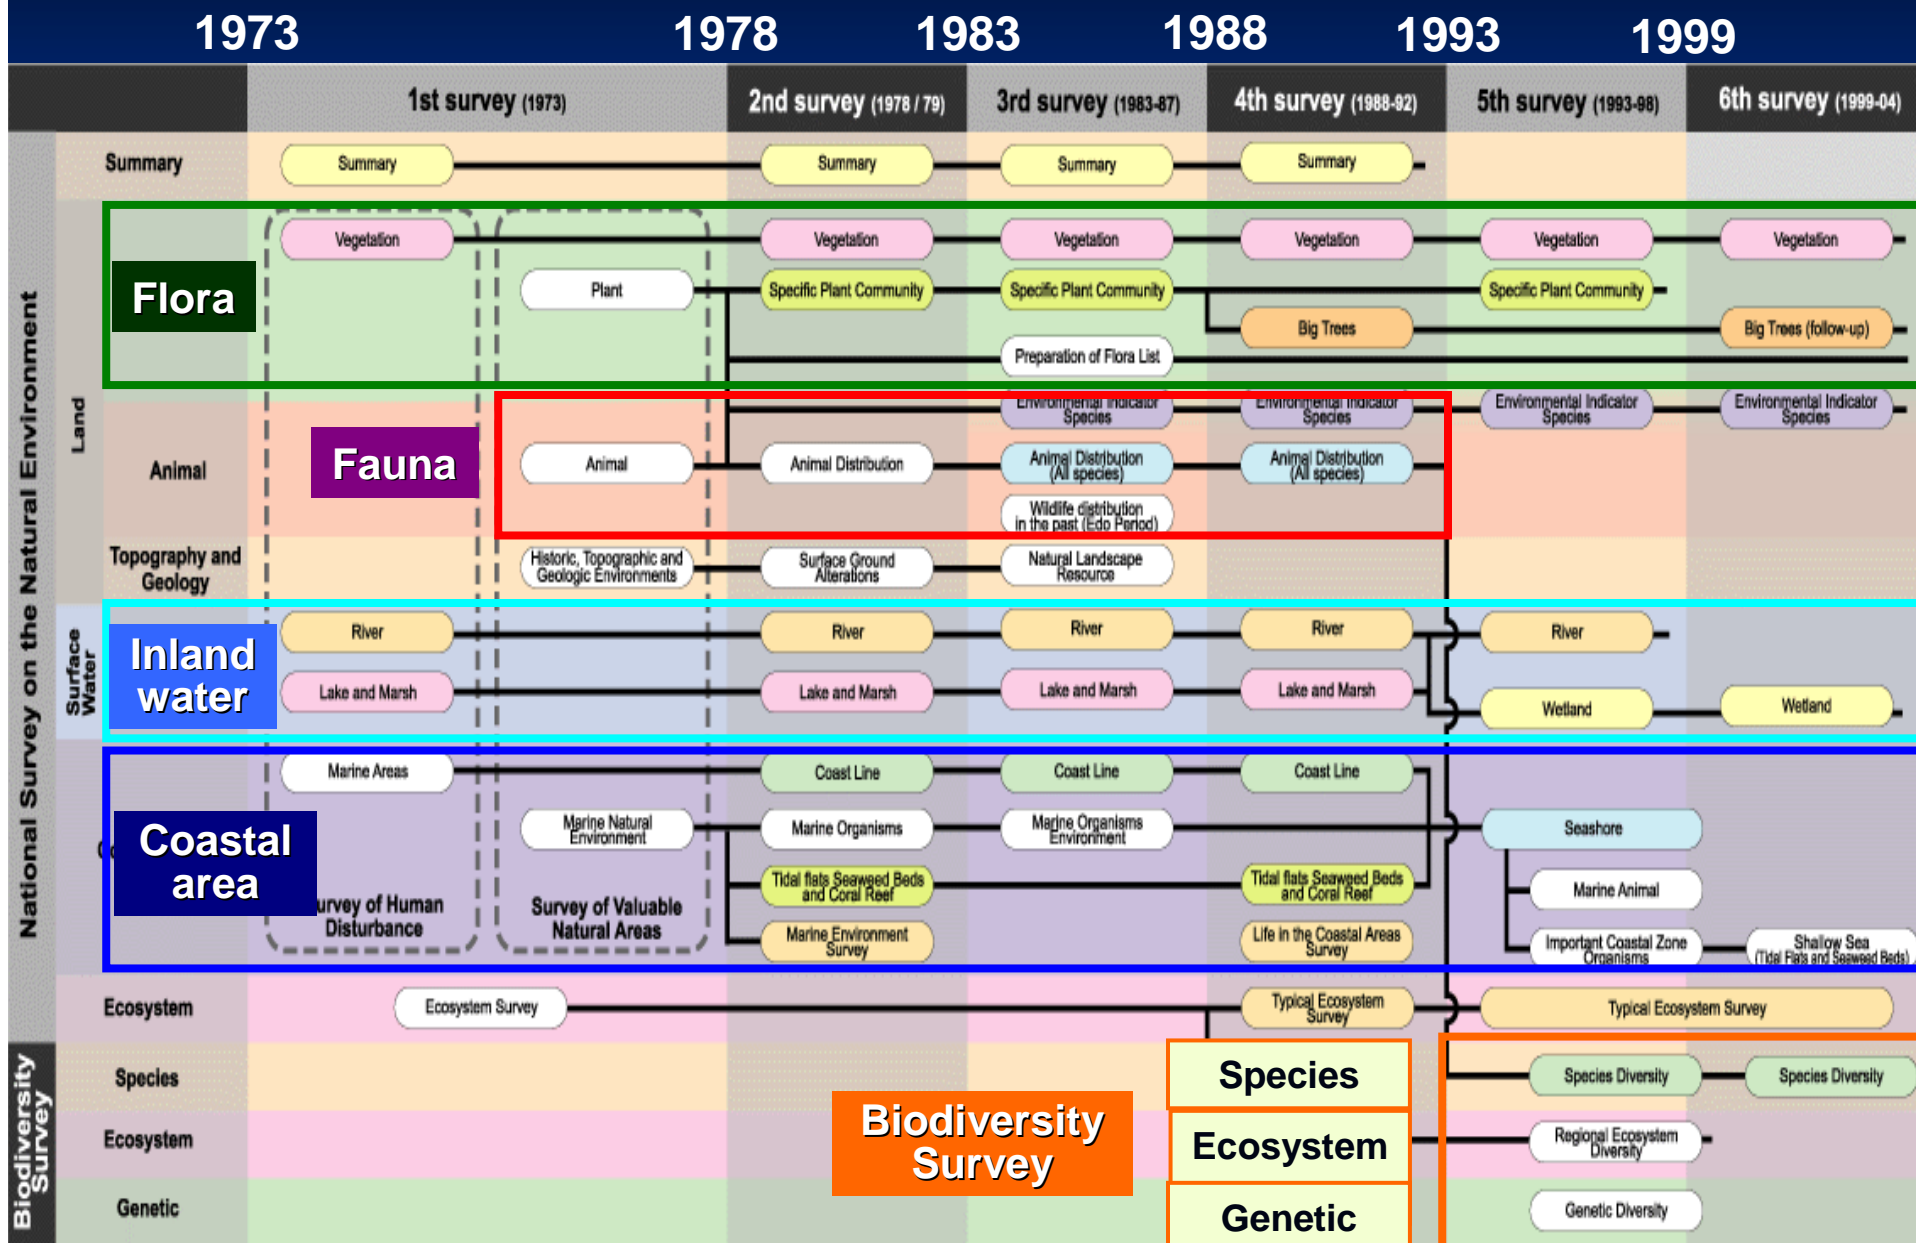 1973 1978 1983 1988 1993 1999
1st survey (1973) 2nd survey (1978 / 79) 3rd survey (1983-87) 4th survey (1988-92) 5th survey (1993-98) 6th survey (1999-04)
National Survey on the Natural Environment
Summary Summary Summary Summary Summary
Land
Flora
Vegetation Vegetation Vegetation Vegetation Vegetation Vegetation
Plant Specific Plant Community Specific Plant Community Specific Plant Community
Big Trees Big Trees (follow-up)
Preparation of Flora List
Environmental Indicator Environmental Indicator Environmental Indicator Environmental Indicator
Species Species Species Species
Animal
Fauna
Animal Animal Distribution Animal Distribution Animal Distribution
(All species) (All species)
Wildlife distribution
in the past (Edo Period)
Topography and
Geology
Historic, Topographic and
Geologic Environments
Surface Ground
Alterations
Natural Landscape
Resource
Surface
Water
Inland
water
River River River River River
Lake and Marsh Lake and Marsh Lake and Marsh Lake and Marsh
Wetland Wetland
Coastal
area
Marine Areas Coast Line Coast Line Coast Line
Marine Natural
Environment
Marine Organisms
Marine Organisms
Environment
Seashore
Tidal flats Seaweed Beds
and Coral Reef
Tidal flats Seaweed Beds
and Coral Reef
Marine Animal
urvey of Human
Disturbance
Survey of Valuable
Natural Areas
Marine Environment
Survey
Life in the Coastal Areas
Survey
Important Coastal Zone
Organisms
Shallow Sea
(Tidal Flats and Seaweed Beds)
Ecosystem Ecosystem Survey
Typical Ecosystem
Survey
Typical Ecosystem Survey
Biodiversity
Survey
Species
Species
Species Diversity Species Diversity
Biodiversity
Survey
Ecosystem
Ecosystem
Regional Ecosystem
Diversity
Genetic
Genetic
Genetic Diversity